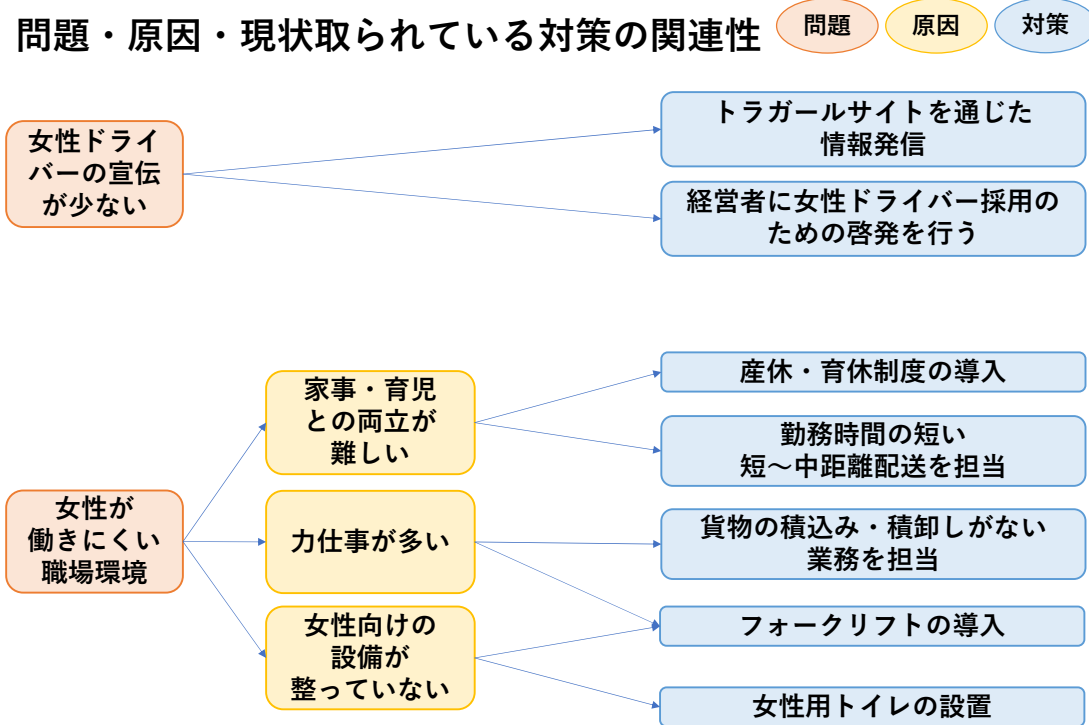 問題・原因・現状取られている対策の関連性
問題
原因
対策
女性ドライ
バーの宣伝
が少ない
トラガールサイトを通じた
情報発信
経営者に女性ドライバー採用の
ための啓発を行う
女性が
働きにくい
職場環境
家事・育児
との両立が
難しい
力仕事が多い
女性向けの
設備が
整っていない
産休・育休制度の導入
勤務時間の短い
短～中距離配送を担当
貨物の積込み・積卸しがない
業務を担当
フォークリフトの導入
女性用トイレの設置